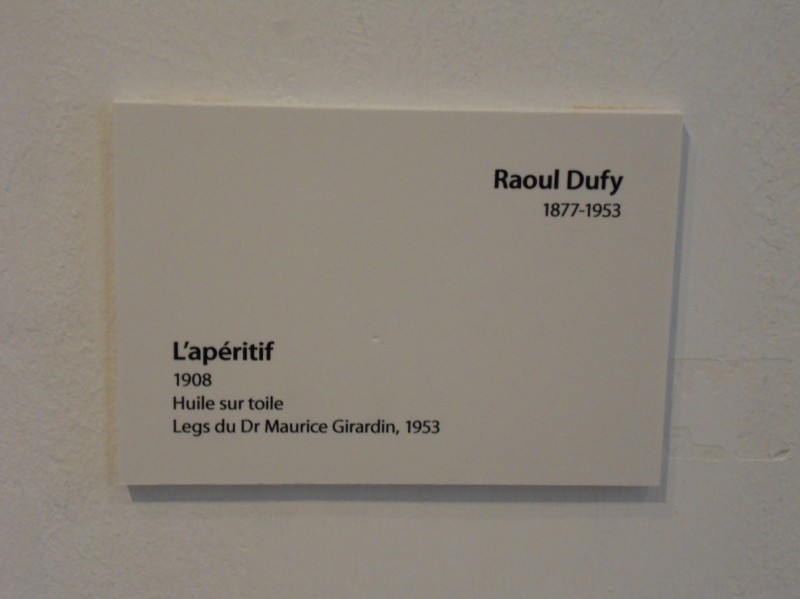 Raoul Dufy
1877-1953
L'apéritif
1908
Huile sur toile
Legs du Dr Maurice Girardin, 1953